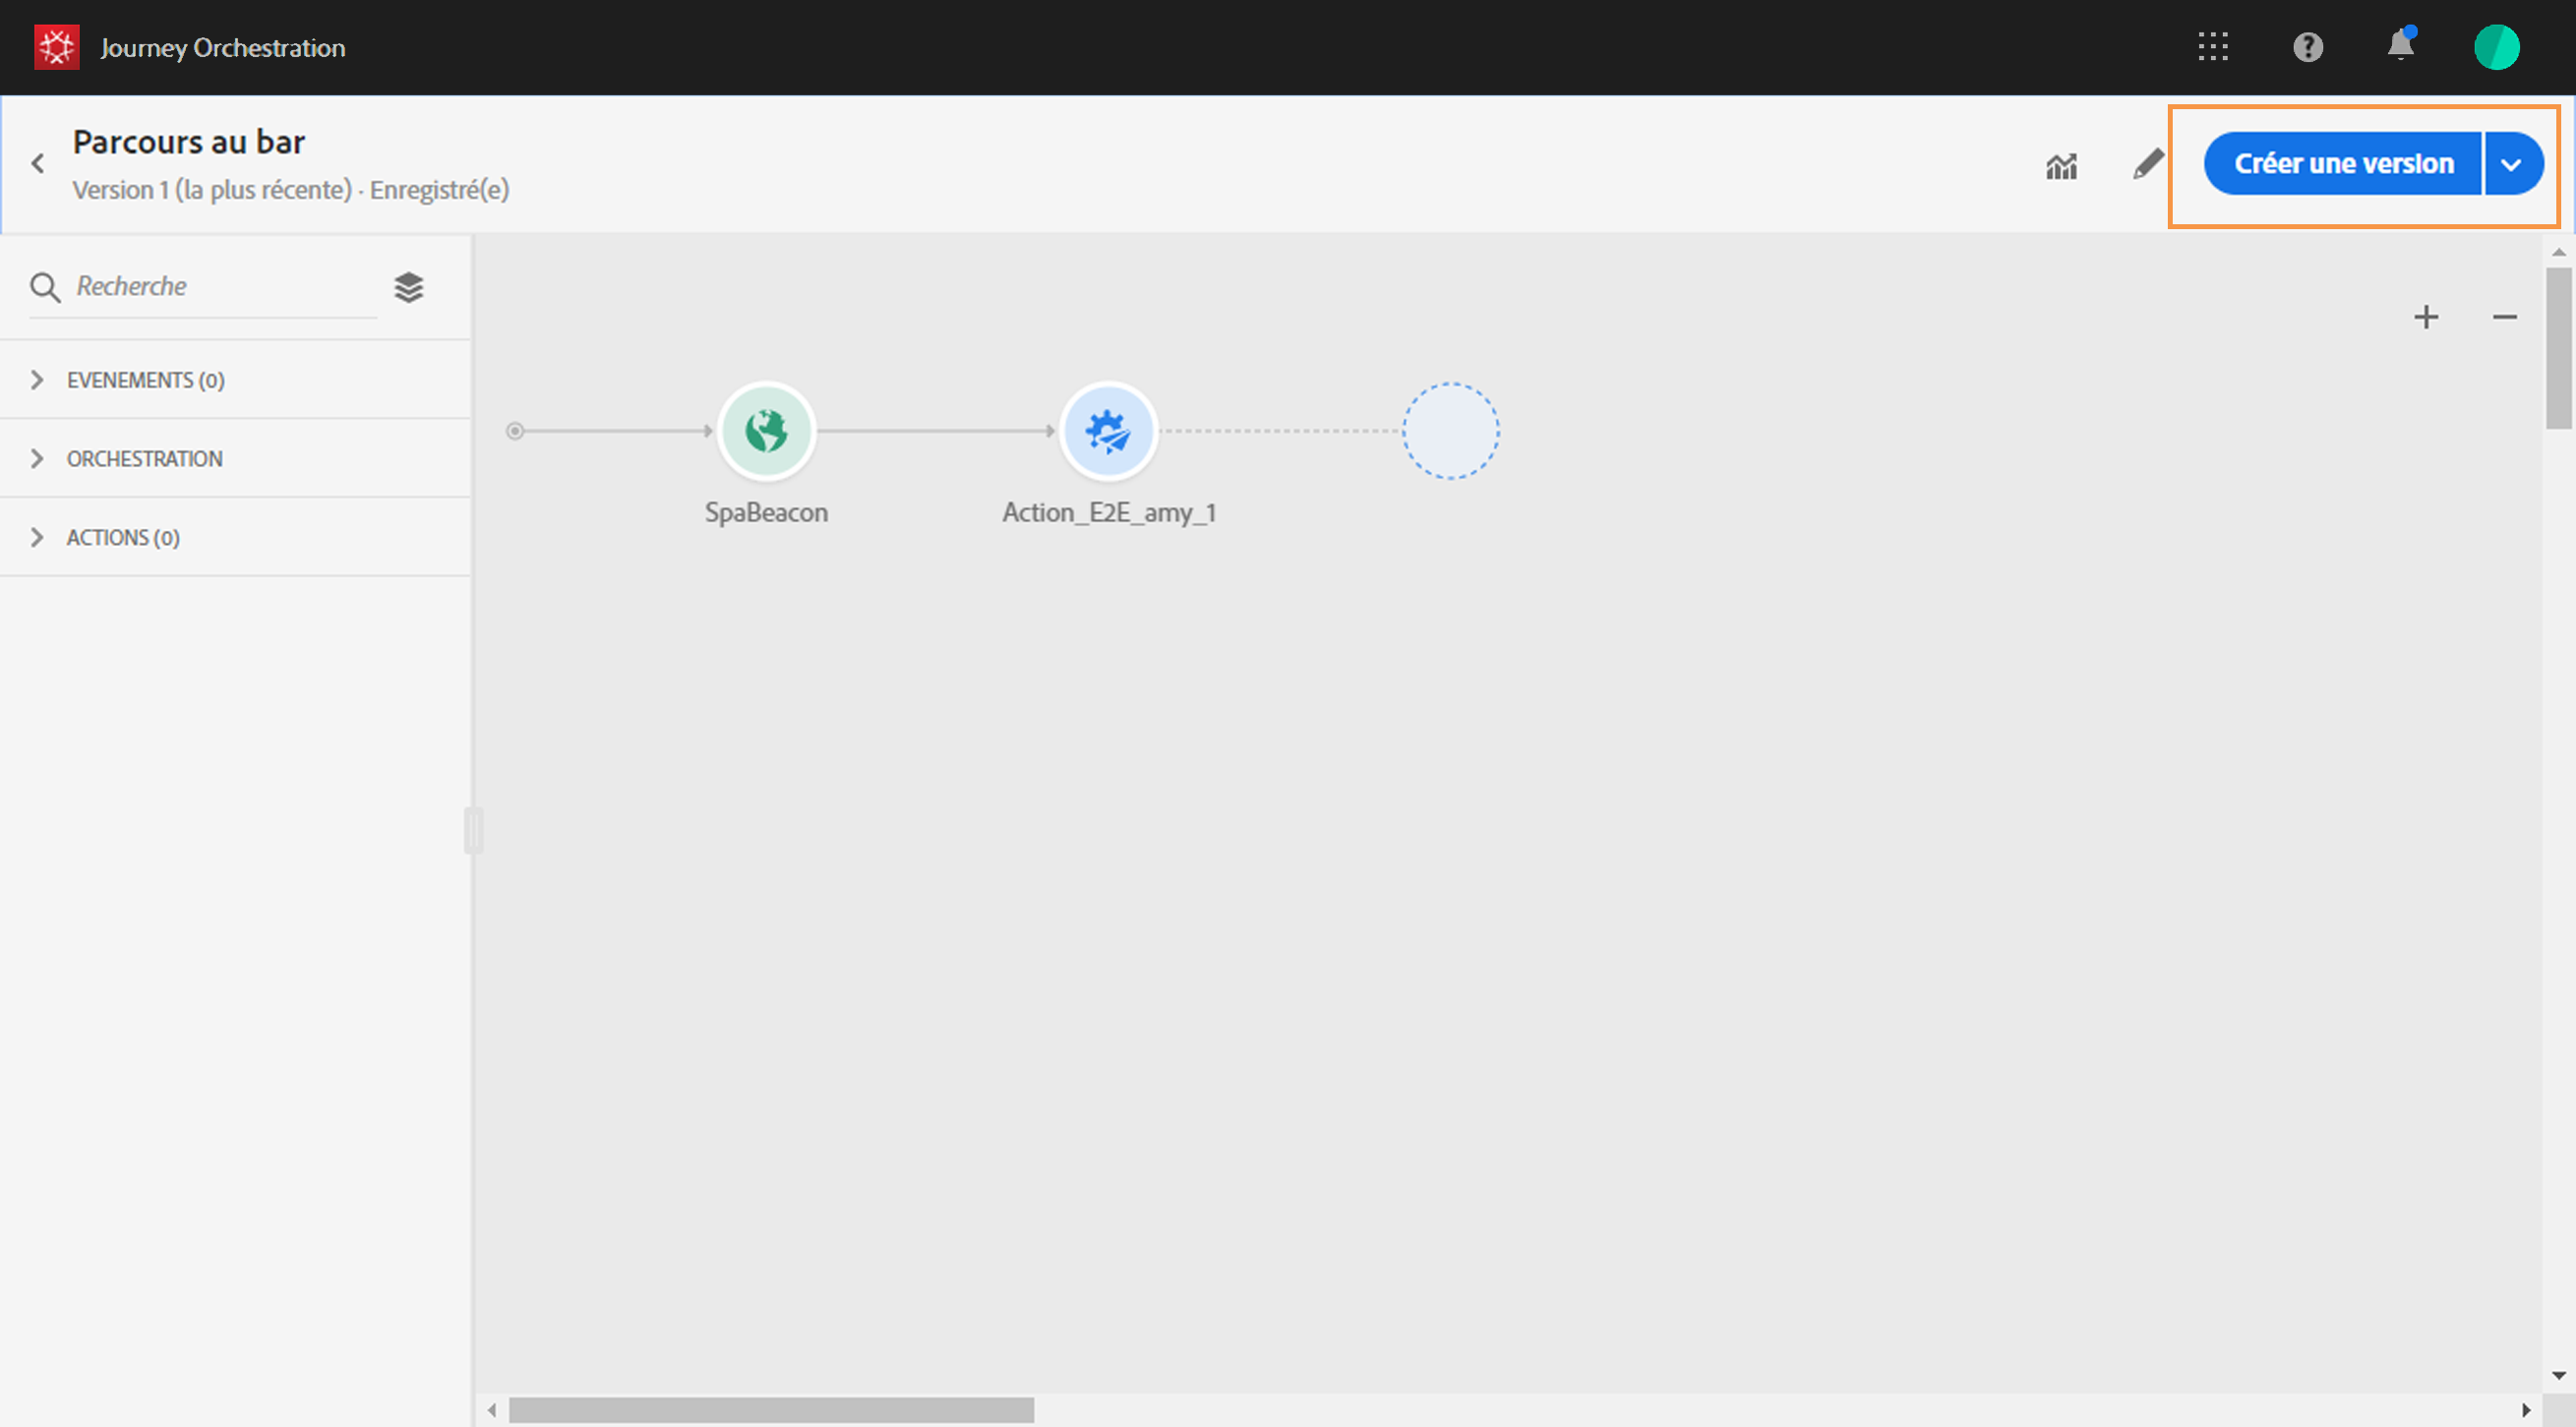 Journey Orchestration
Parcours au bar
Version 1 (la plus récente) · Enregistré(e)
Créer une version
Recherche
EVENEMENTS (0)
ORCHESTRATION
ACTIONS (0)
SpaBeacon
Action_E2E_amy_1